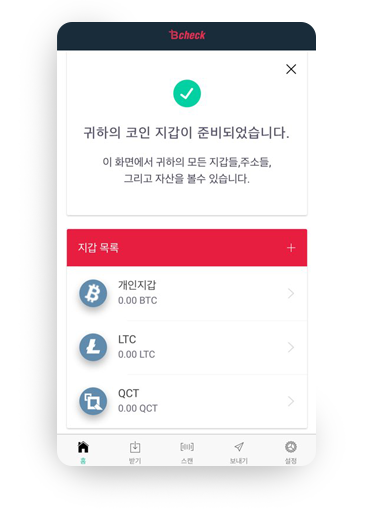 Bcheck
귀하의 코인 지갑이 준비되었습니다.
이 화면에서 귀하의 모든 지갑들,주소들,
그리고 자산을 볼수 있습니다.
지갑 목록
개인지갑
0.00 BTC
LTC
0.00 LTC
QCT
0.00 QCT
홈 받기 스캔 보내기 설정